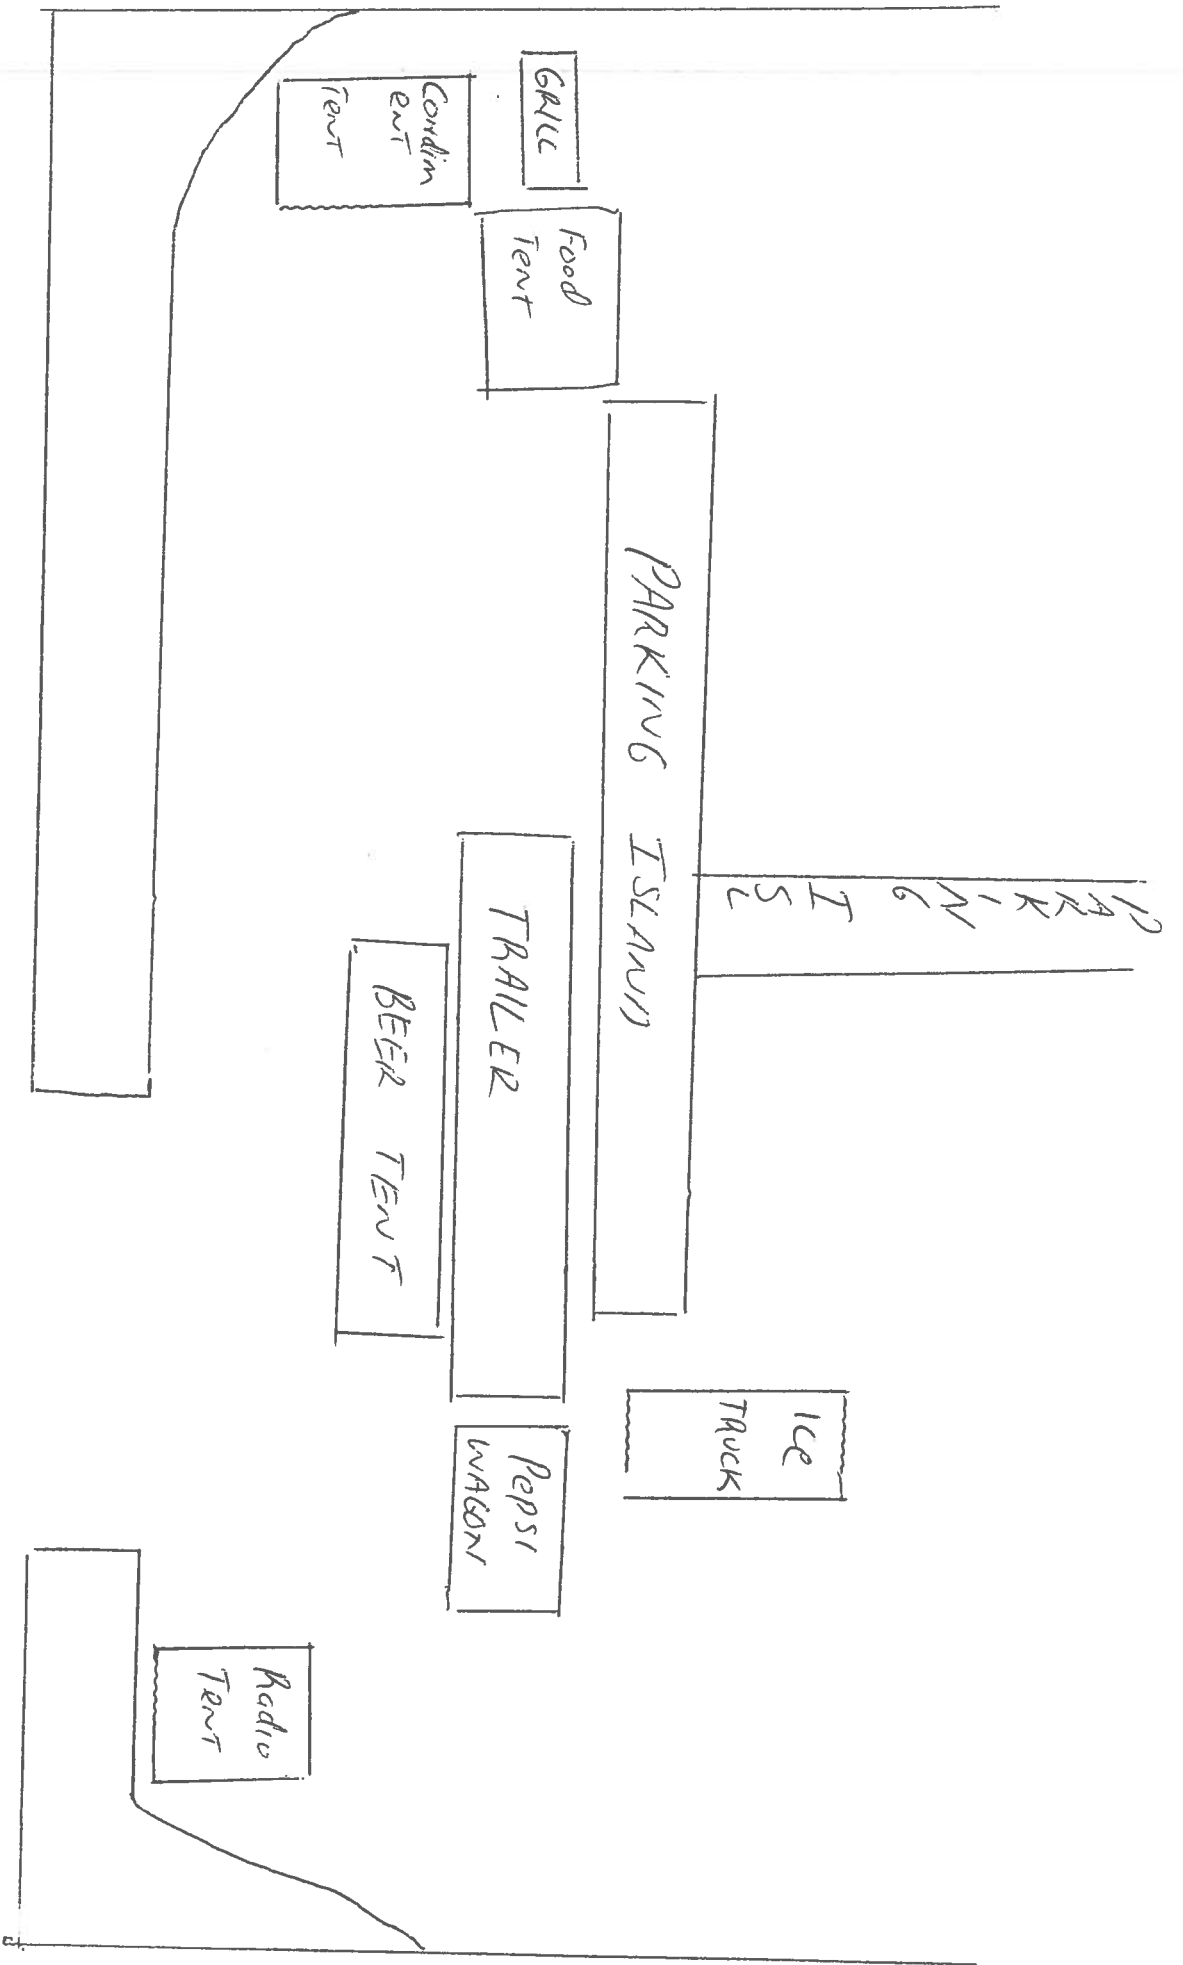 PARKING ISL
Ice
TRUCK
PARKING ISLAND
GRILL
Food
Tent
TRAILER
Pepsi
WAGON
Condim
ent
Tent
BEER TENT
Radio
Tent